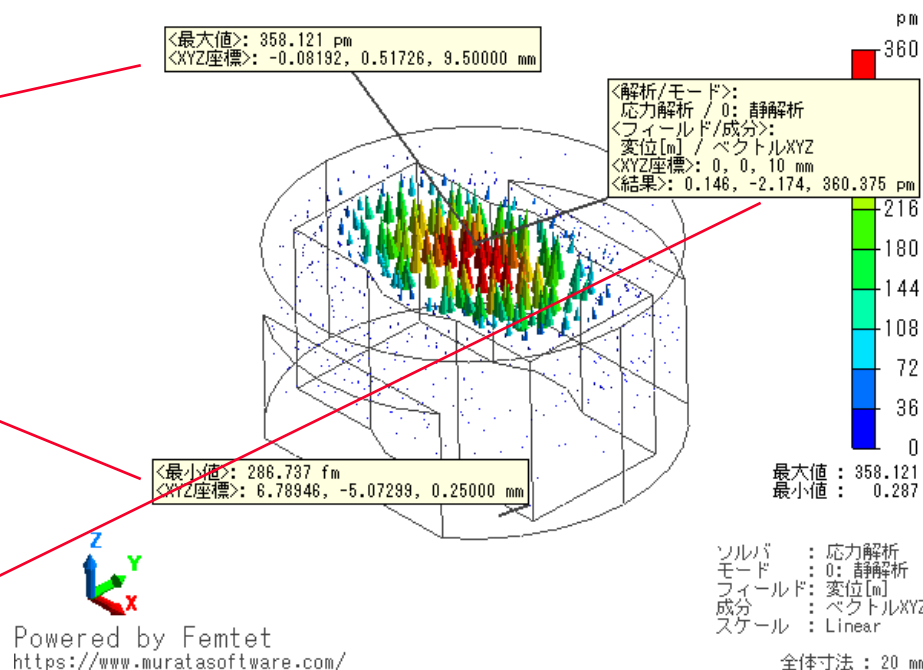 pm
<最大値>: 358.121 pm
<XYZ座標>: -0.08192, 0.51726, 9.50000 mm
360
<解析/モード>:
応力解析 / 0: 静解析
<フィールド/成分>:
変位[m] / ベクトルXYZ
<XYZ座標>: 0, 0, 10 mm
<結果>: 0.146, -2.174, 360.375 pm
216
180
144
108
72
36
0
<最小値>: 286.737 fm
<XYZ座標>: 6.78946, -5.07299, 0.25000 mm
最大値 : 358.121
最小値 : 0.287
Z
Y
X
ソルバ : 応力解析
モード : 0: 静解析
フィールド: 変位[m]
成分 : ベクトルXYZ
スケール : Linear
Powered by Femtet
https://www.muratasoftware.com/
全体寸法 : 20 mm